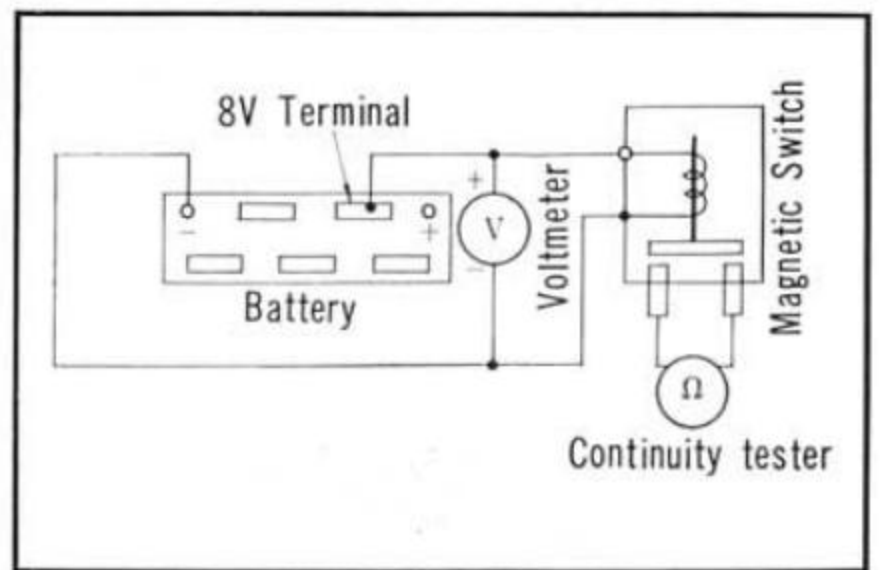 8V Terminal
Magnetic Switch
+
V
Voltmeter
−
+
−
Battery
Ω
Continuity tester